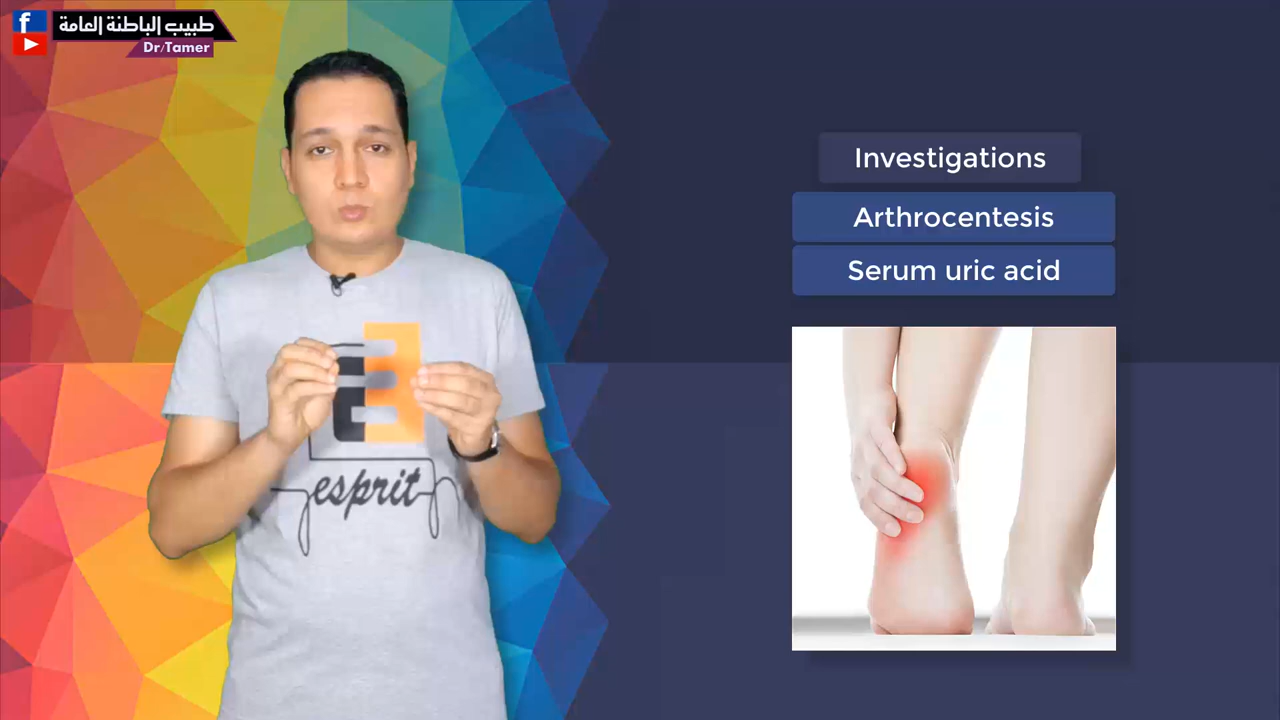 طبيب الباطنة العامة
Dr/Tamer
Investigations
Arthrocentesis
Serum uric acid
esprit